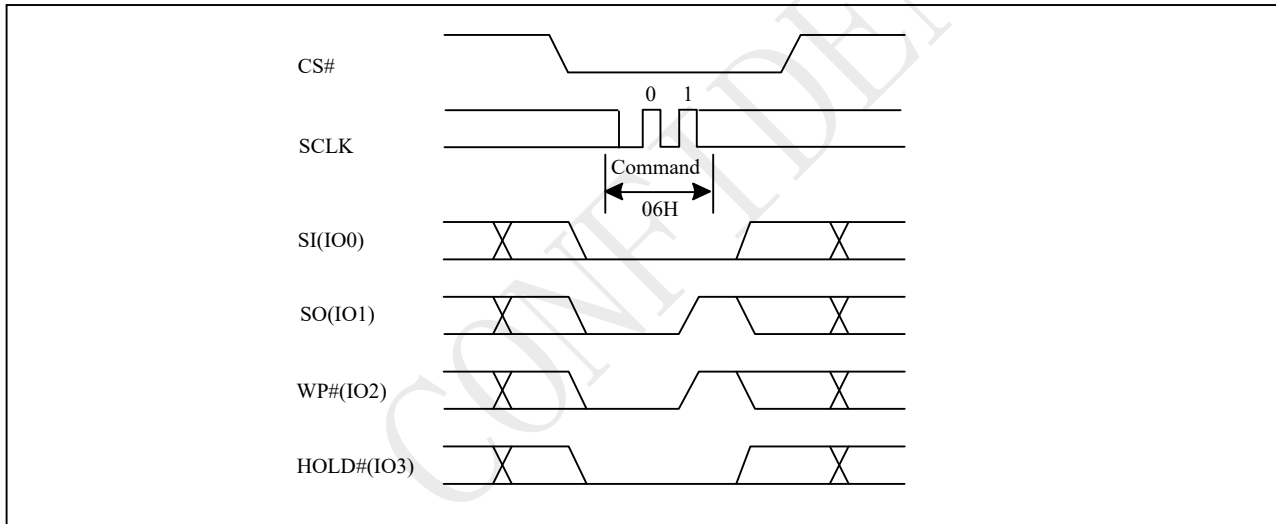 CS#
0 1
SCLK
Command
06H
SI(IO0)
SO(IO1)
WP#(IO2)
HOLD#(IO3)